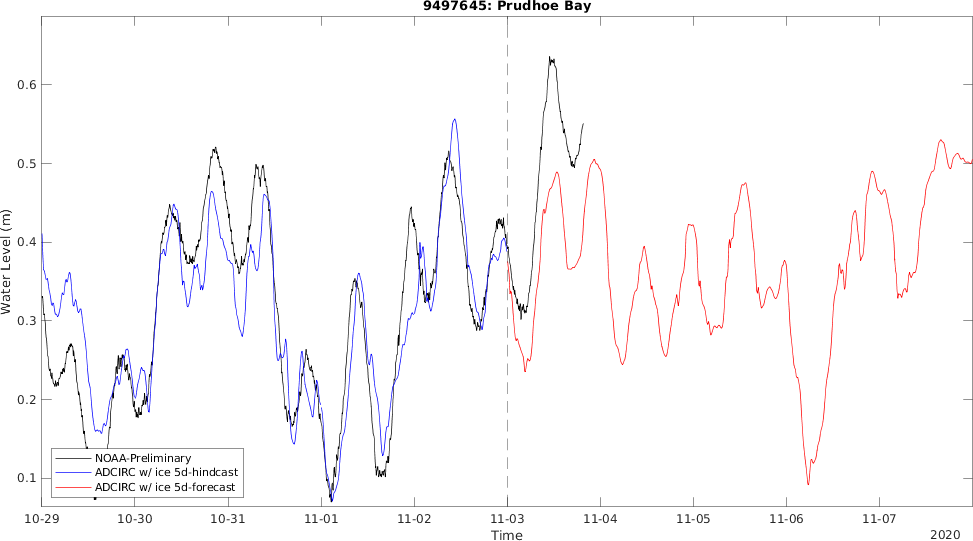 9497645: Prudhoe Bay
Water Level (m)
0.6
0.5
0.4
0.3
0.2
0.1
NOAA-Preliminary
ADCIRC w/ ice 5d-hindcast
ADCIRC w/ ice 5d-forecast
10-29 10-30 10-31 11-01 11-02 11-03 11-04 11-05 11-06 11-07
Time
2020